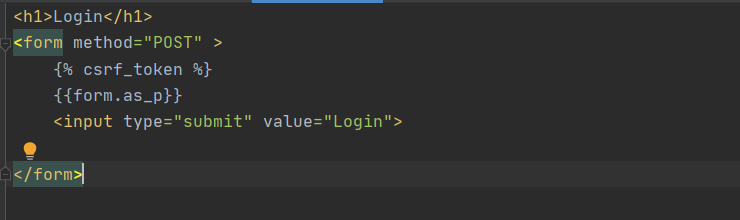 <h1>Login</h1>
<form method="POST" >
    {% csrf_token %}
    {{form.as_p}}
    <input type="submit" value="Login">
</form>